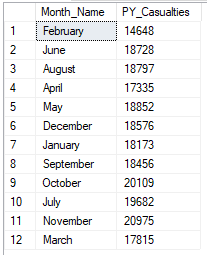 Month_Name PY_Casualties
1 February 14648
2 June 18728
3 August 18797
4 April 17335
5 May 18852
6 December 18576
7 January 18173
8 September 18456
9 October 20109
10 July 19682
11 November 20975
12 March 17815